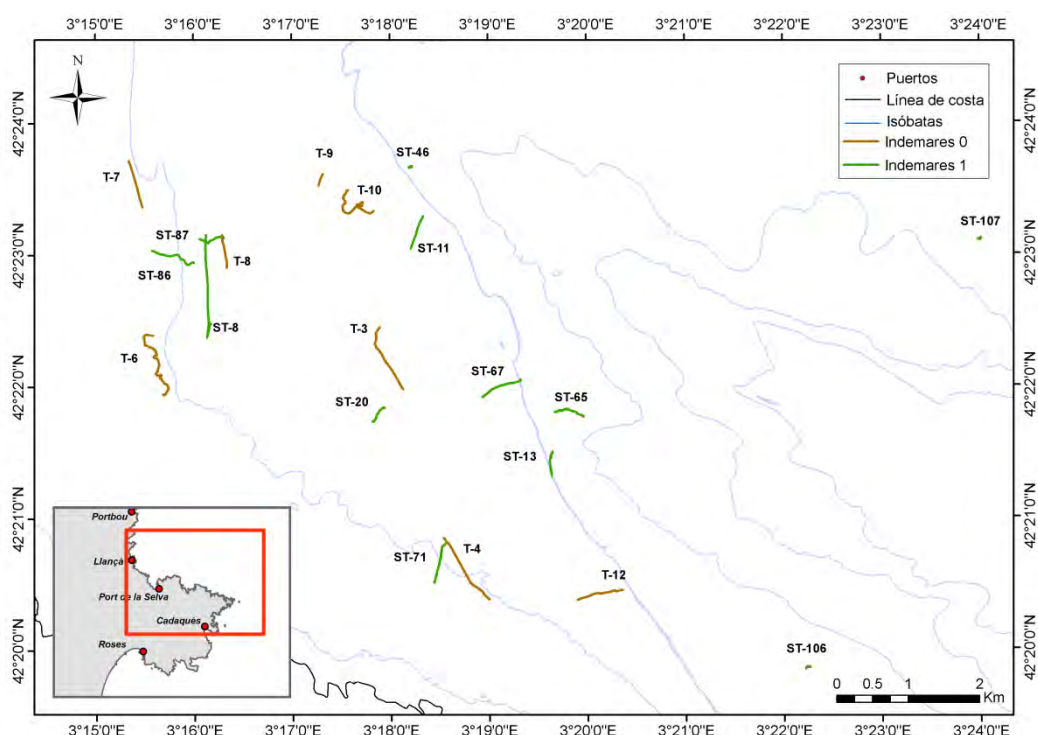 3°15'0"E 3°16'0"E 3°17'0"E 3°18'0"E 3°19'0"E 3°20'0"E 3°21'0"E 3°22'0"E 3°23'0"E 3°24'0"E
N
Puertos
Línea de costa
Isóbatas
Indemares 0
Indemares 1
42°24'0"N
42°24'0"N
T-9
ST-46
T-7
T-10
ST-107
ST-87
ST-11
42°23'0"N
42°23'0"N
T-8
ST-86
ST-8
T-3
T-6
42°22'0"N
42°22'0"N
ST-67
ST-20
ST-65
ST-13
42°21'0"N
42°21'0"N
Portbou
Llançà
Port de la Selva
Cadaqués
Roses
ST-71
T-4
T-12
42°20'0"N
42°20'0"N
ST-106
0 0.5 1 2
Km
3°15'0"E 3°16'0"E 3°17'0"E 3°18'0"E 3°19'0"E 3°20'0"E 3°21'0"E 3°22'0"E 3°23'0"E 3°24'0"E